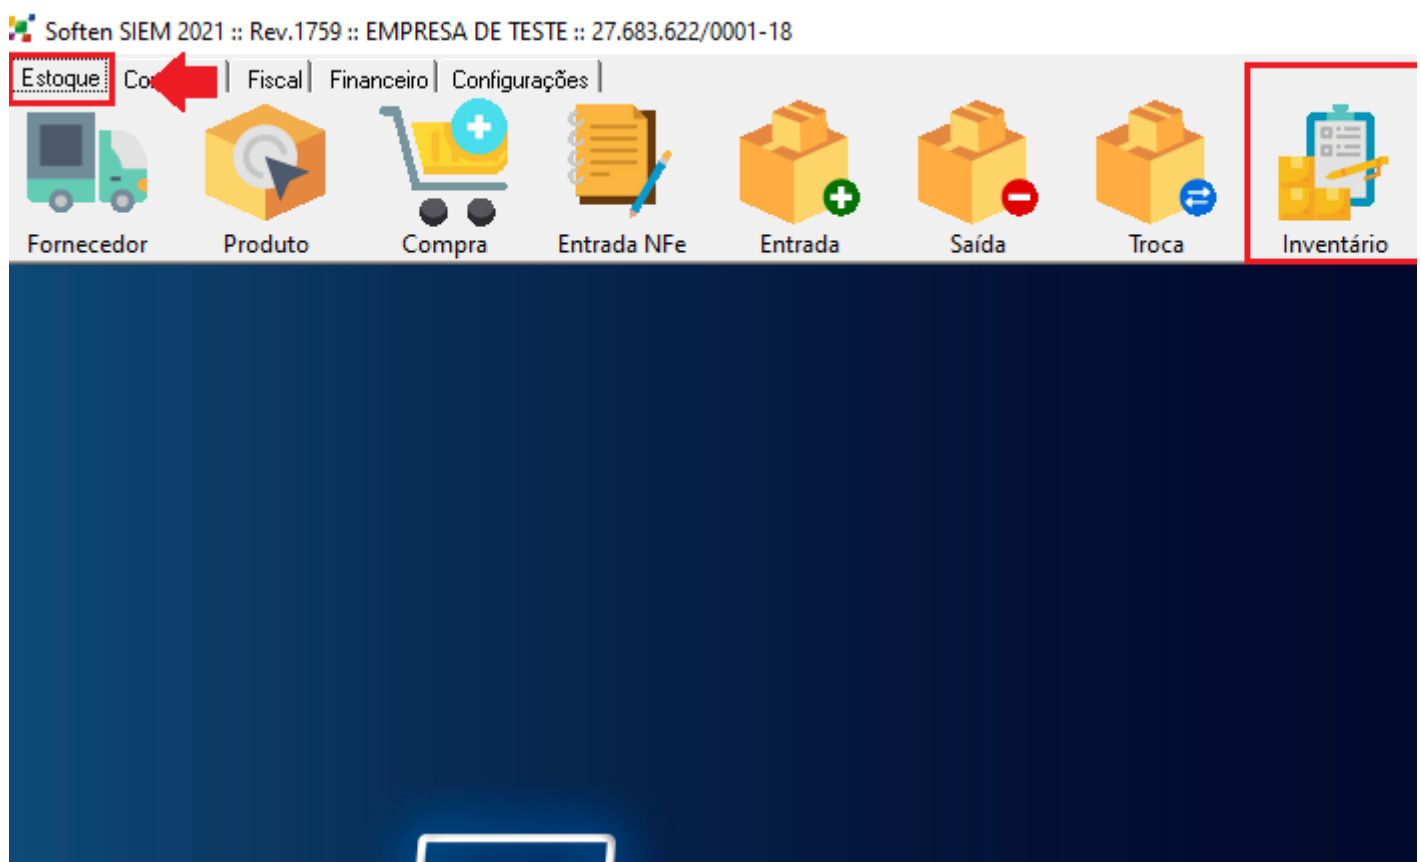 Soften SIEM 2021 :: Rev.1759 :: EMPRESA DE TESTE :: 27.683.622/0001-18
Estoque Fiscal Financeiro Configurações
Fornecedor Produto Compra Entrada NFe Entrada Saída Troca Inventário